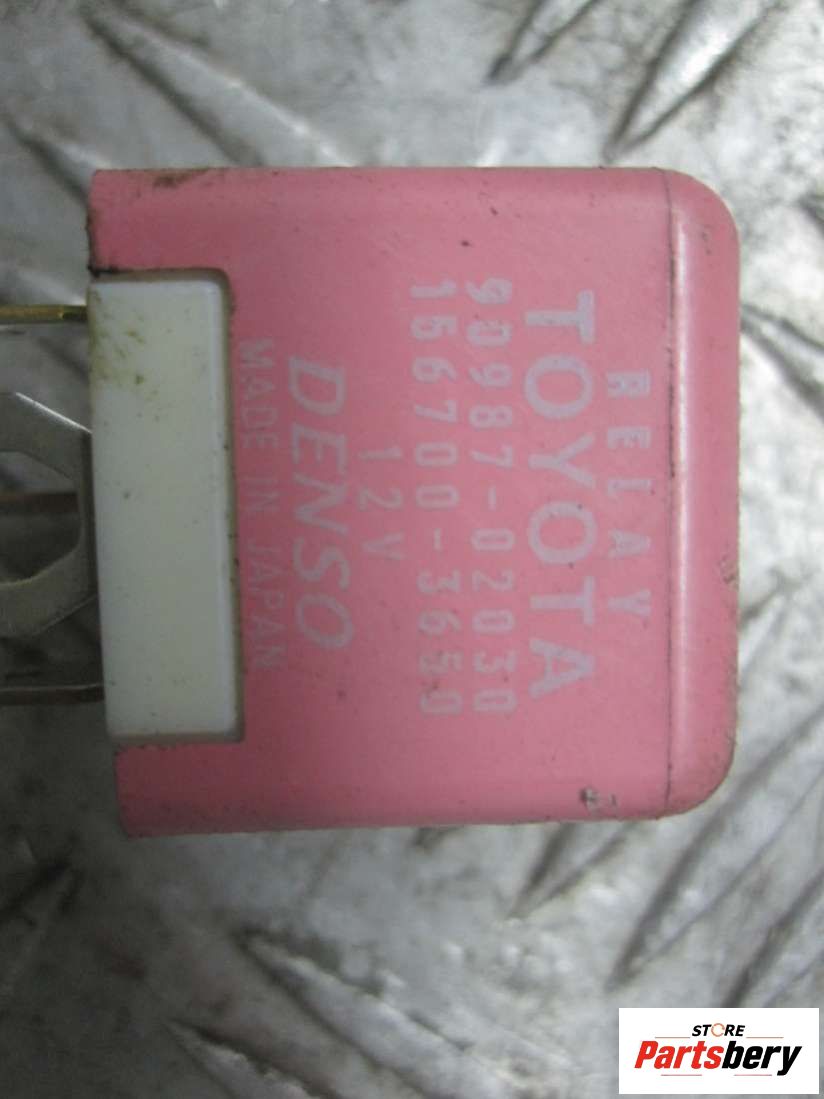 RELAY
TOYOTA
90987-02030
156700-3650
12V
DENSO
MADE IN JAPAN
STORE
Partsbery